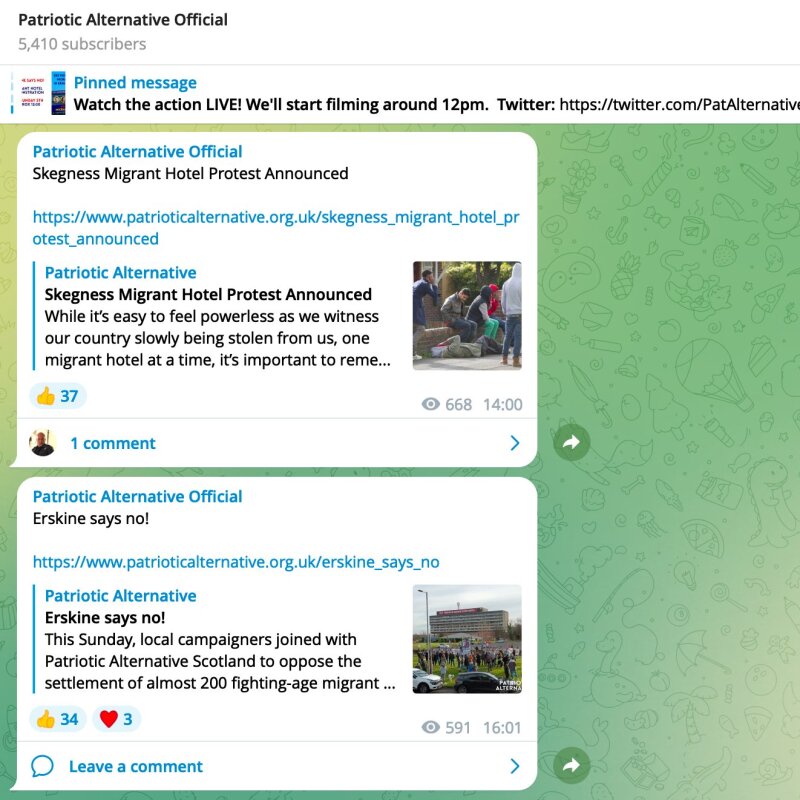 Patriotic Alternative Official
5,410 subscribers
Pinned message
Watch the action LIVE! We'll start filming around 12pm. Twitter: https://twitter.com/PatAlternative
Patriotic Alternative Official
Skegness Migrant Hotel Protest Announced
https://www.patrioticalternative.org.uk/skegness_migrant_hotel_pr
otest_announced
Patriotic Alternative
Skegness Migrant Hotel Protest Announced
While it’s easy to feel powerless as we witness
our country slowly being stolen from us, one
migrant hotel at a time, it’s important to reme...
37
668 14:00
1 comment
Patriotic Alternative Official
Erskine says no!
https://www.patrioticalternative.org.uk/erskine_says_no
Patriotic Alternative
Erskine says no!
This Sunday, local campaigners joined with
Patriotic Alternative Scotland to oppose the
settlement of almost 200 fighting-age migrant ...
PATRIO
ALTERNA
34 3
591 16:01
Leave a comment